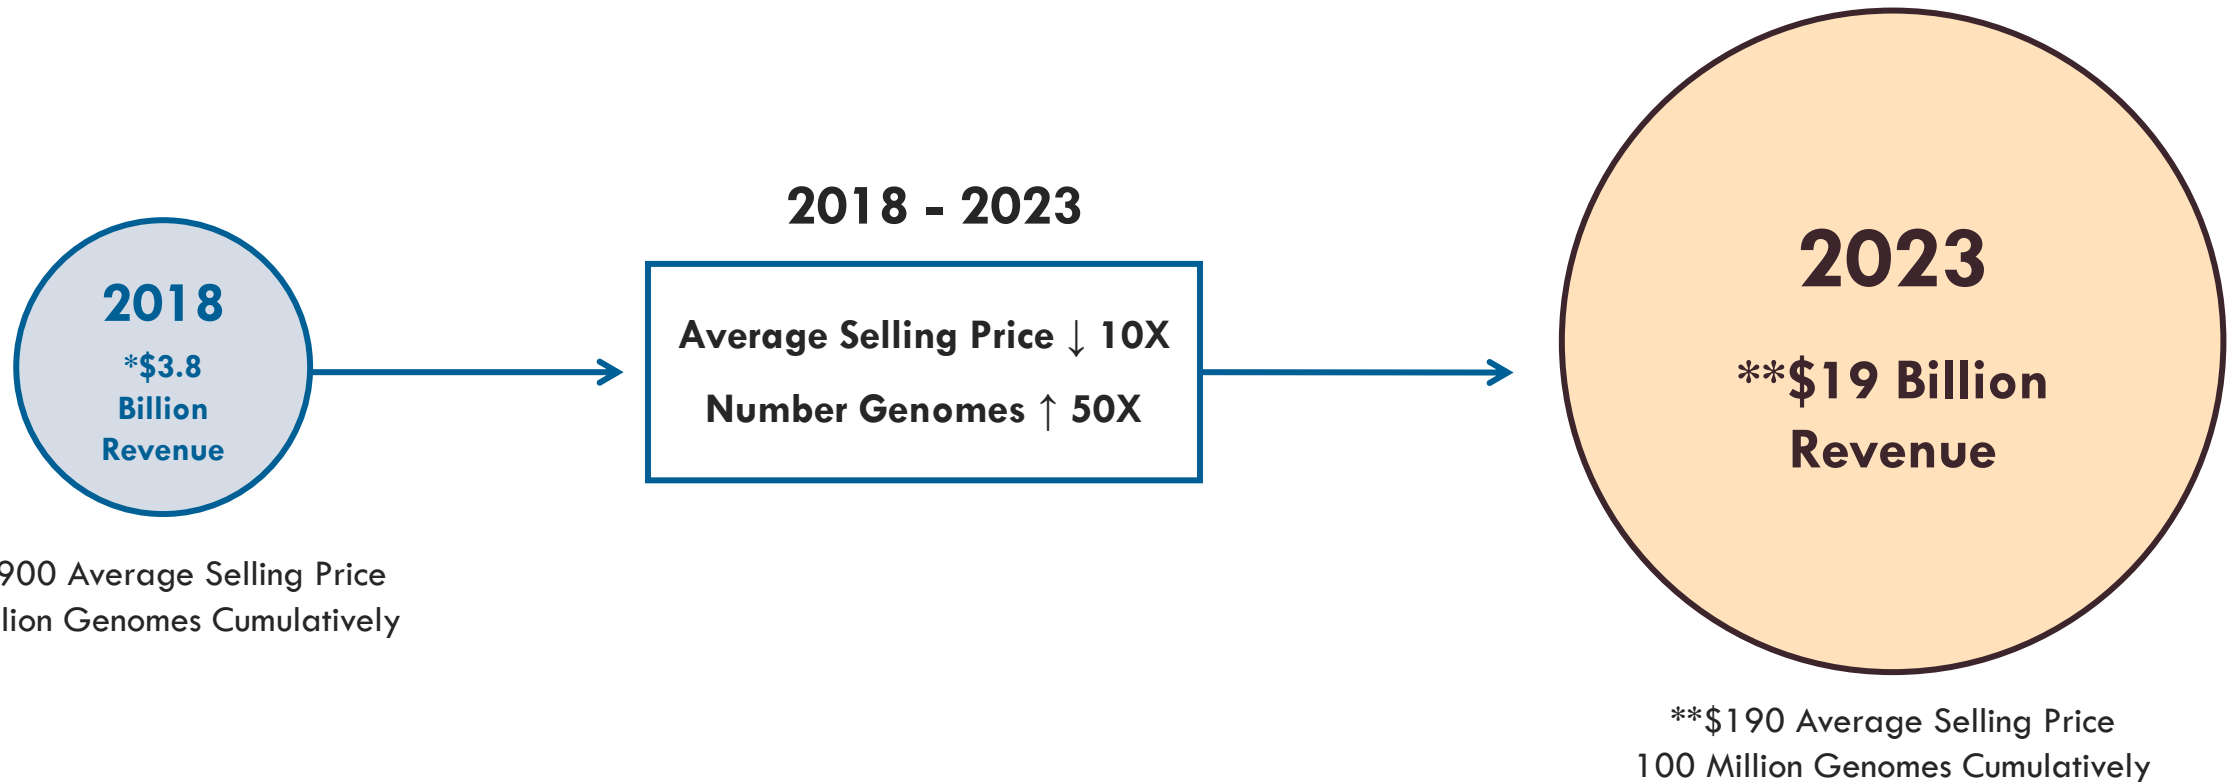 2018
*$3.8
Billion
Revenue
900 Average Selling Price
Genomes Cumulatively
2018 - 2023
Average Selling Price ↓ 10X
Number Genomes ↑ 50X
2023
**$19 Billion
Revenue
**$190 Average Selling Price
100 Million Genomes Cumulatively